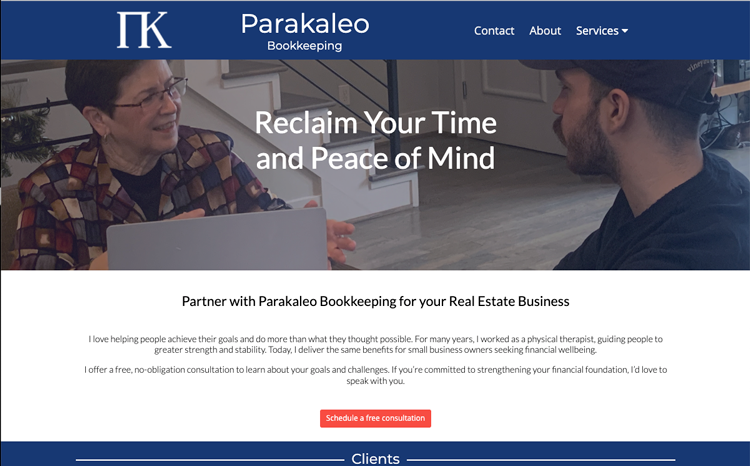 ΠΚ
Parakaleo
Bookkeeping
Contact About Services
Reclaim Your Time
and Peace of Mind
Partner with Parakaleo Bookkeeping for your Real Estate Business
I love helping people achieve their goals and do more than what they thought possible. For many years, I worked as a physical therapist, guiding people to
greater strength and stability. Today, I deliver the same benefits for small business owners seeking financial wellbeing.
I offer a free, no-obligation consultation to learn about your goals and challenges. If you're committed to strengthening your financial foundation, I'd love to
speak with you.
Schedule a free consultation
Clients